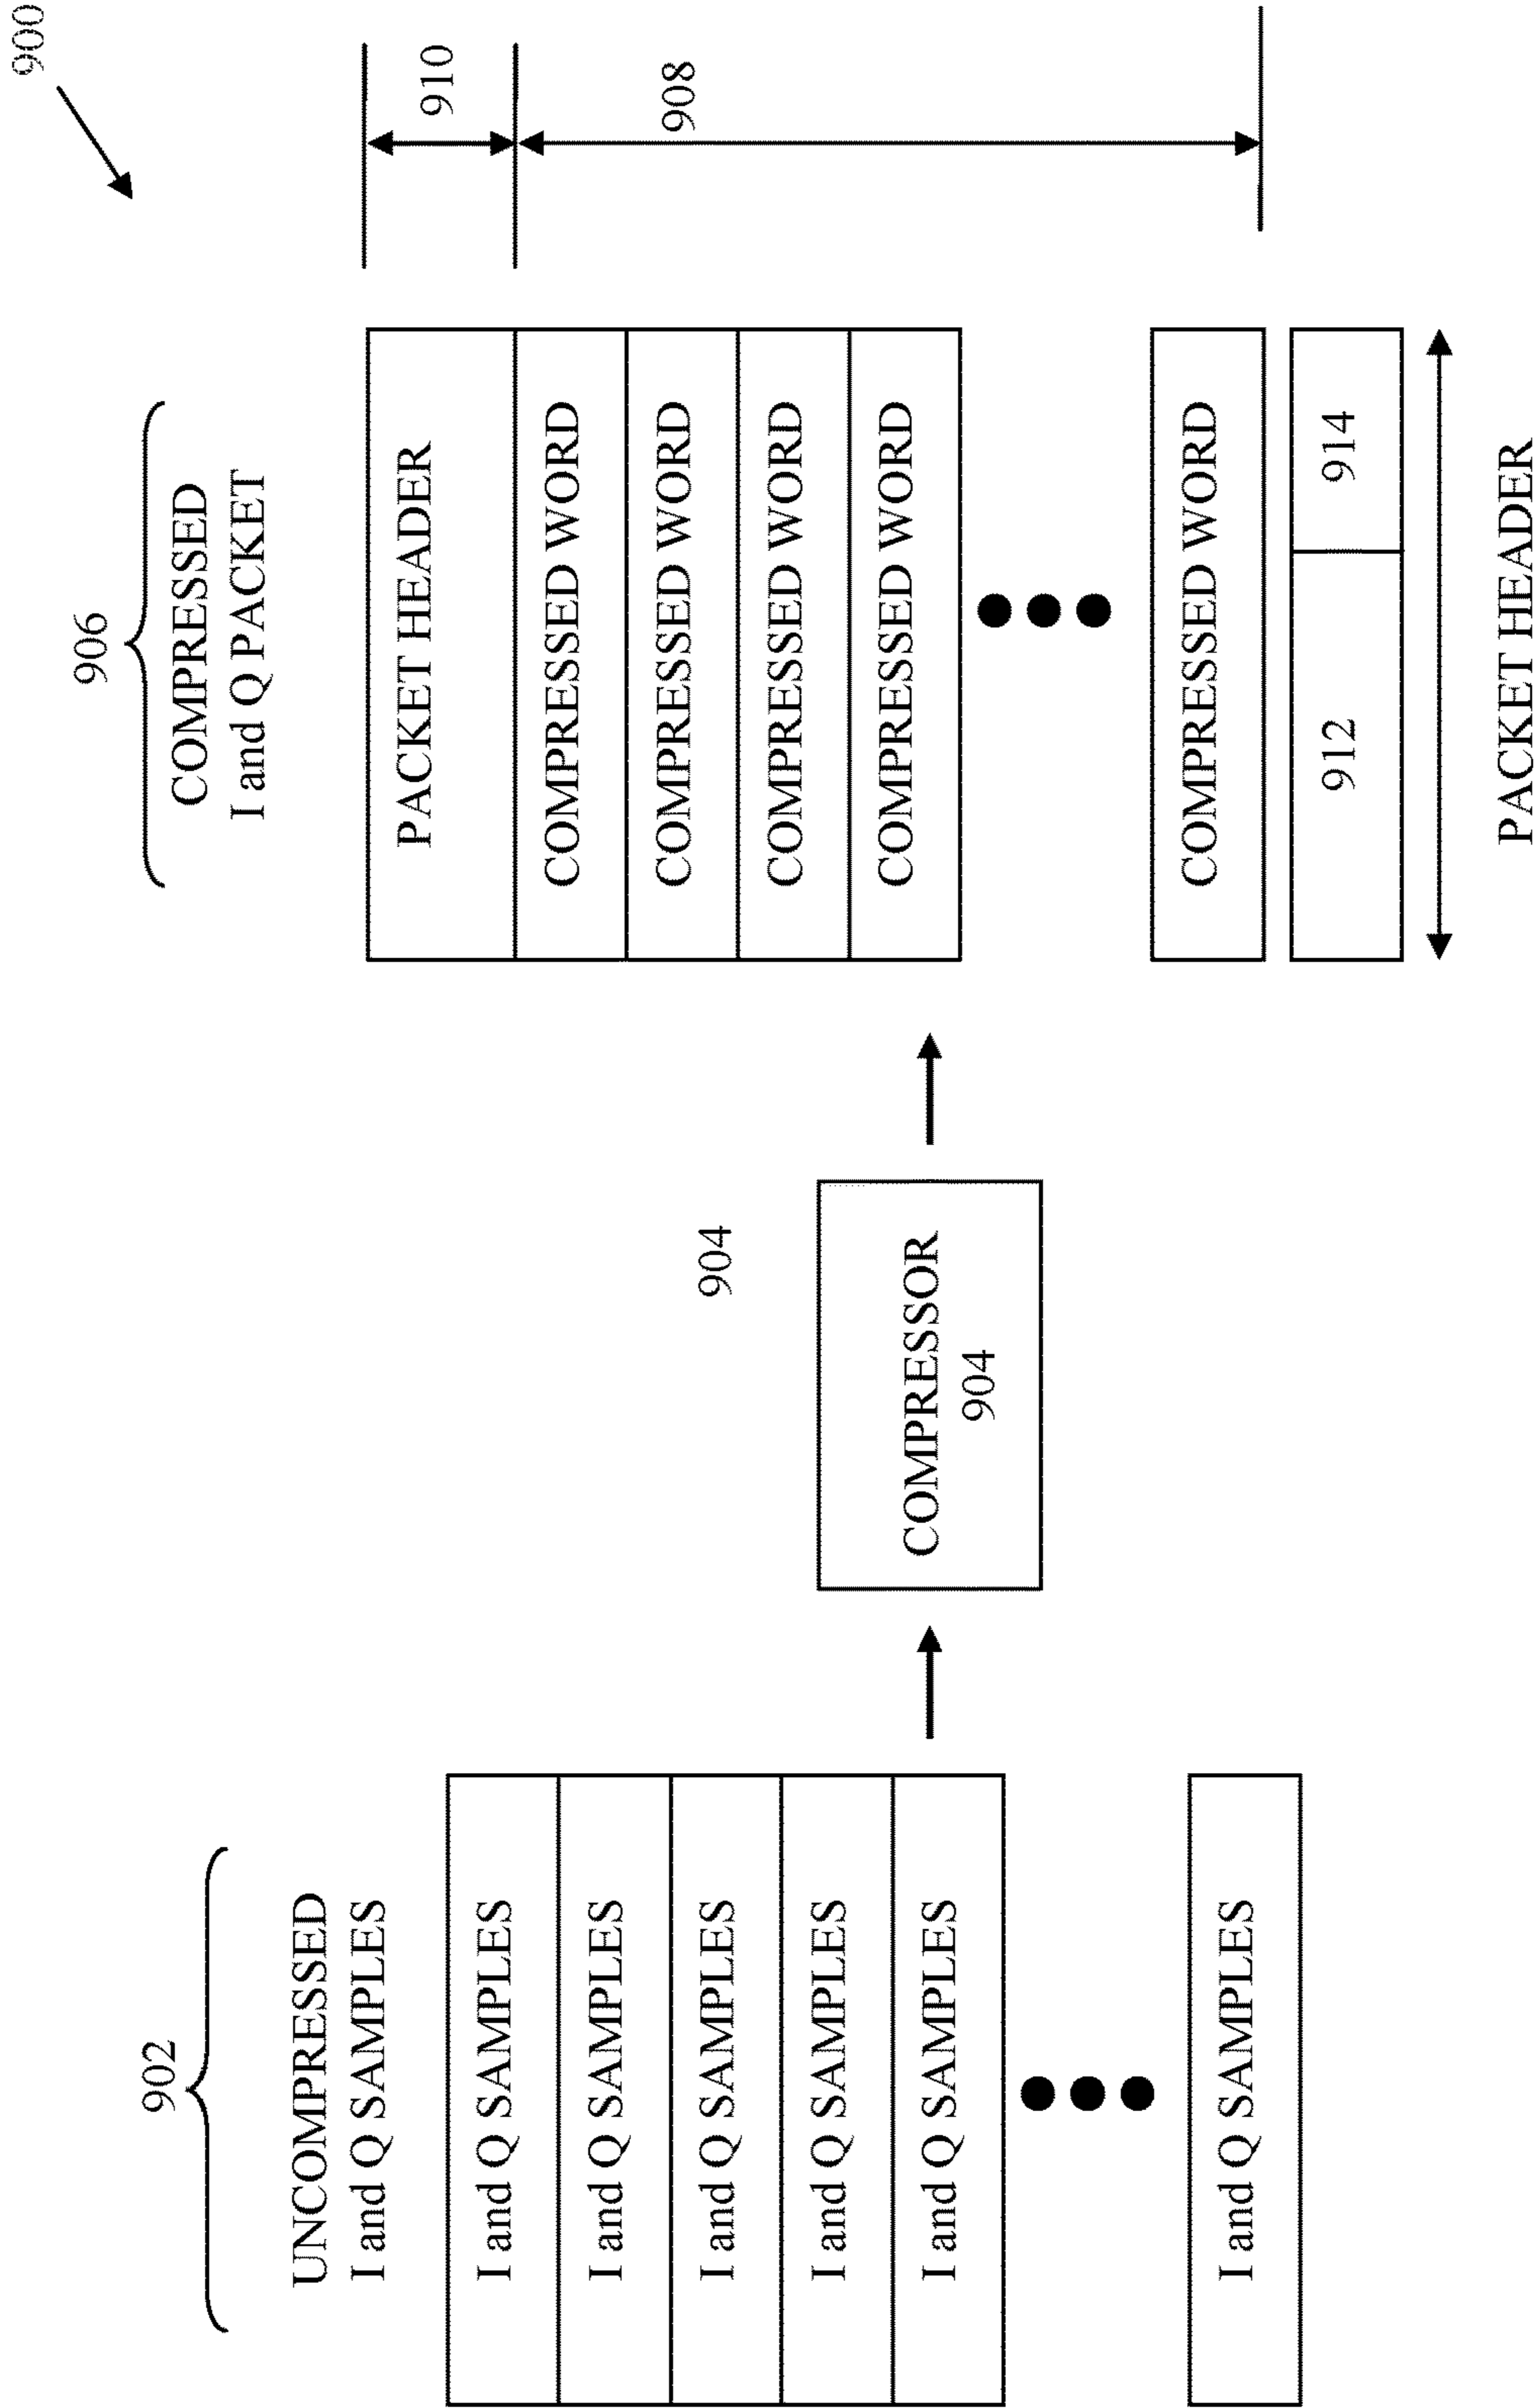 900
902
UNCOMPRESSED
I and Q SAMPLES
I and Q SAMPLES
I and Q SAMPLES
I and Q SAMPLES
I and Q SAMPLES
I and Q SAMPLES
I and Q SAMPLES
904
COMPRESSOR
904
906
COMPRESSED
I and Q PACKET
PACKET HEADER
COMPRESSED WORD
COMPRESSED WORD
COMPRESSED WORD
COMPRESSED WORD
COMPRESSED WORD
912
914
PACKET HEADER
910
908